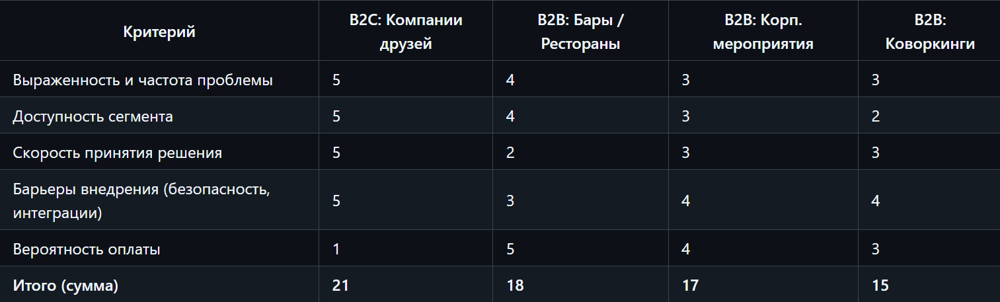 Критерий B2C: Компании друзей B2B: Бары / Рестораны B2B: Корп. мероприятия B2B: Коворкинги
Выраженность и частота проблемы 5 4 3 3
Доступность сегмента 5 4 3 2
Скорость принятия решения 5 2 3 3
Барьеры внедрения (безопасность, интеграции) 5 3 4 4
Вероятность оплаты 1 5 4 3
Итого (сумма) 21 18 17 15